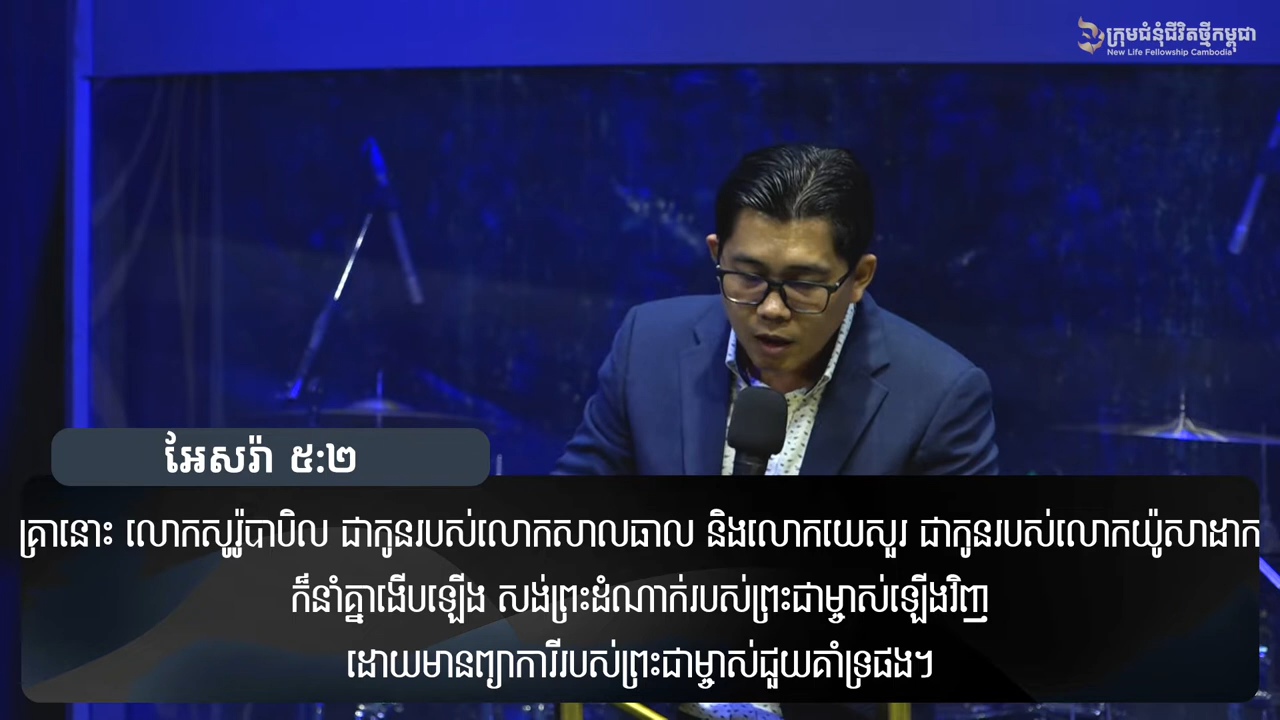 ក្រុមជំនុំជីវិតថ្មីកម្ពុជា
New Life Fellowship Cambodia
អែសរ៉ា ៥:២
គ្រានោះ លោកសូរ៉ូបាបិល ជាកូនរបស់លោកសាលធាល និងលោកយេសួរ ជាកូនរបស់លោកយ៉ូសាដាក
ក៏នាំគ្នាងើបឡើង សង់ព្រះដំណាក់របស់ព្រះជាម្ចាស់ឡើងវិញ
ដោយមានព្យាការីរបស់ព្រះជាម្ចាស់ជួយគាំទ្រផង។